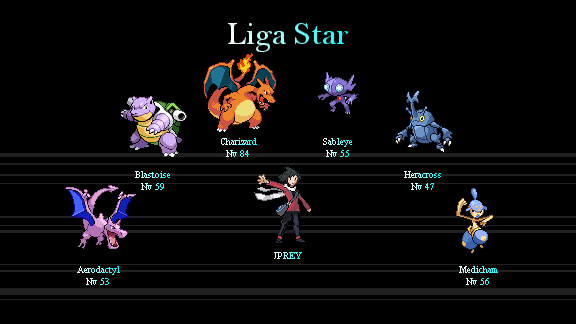 Liga Star
Charizard
Nv 84
Sableye
Nv 55
Blastoise
Nv 59
Heracross
Nv 47
JPREY
Aerodactyl
Nv 53
Medicham
Nv 56